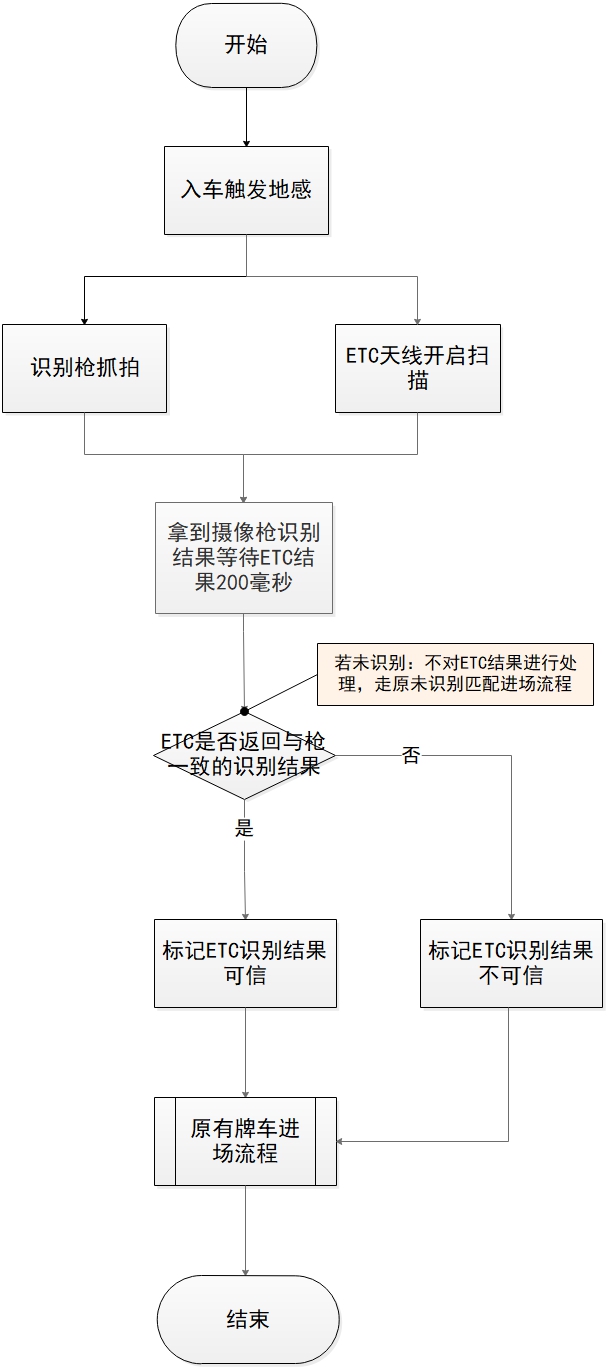 开始
入车触发地感
识别枪抓拍
ETC天线开启扫
描
拿到摄像枪识别
结果等待ETC结
果200毫秒
若未识别：不对ETC结果进行处
理，走原未识别匹配进场流程
ETC是否返回与枪
一致的识别结果
否
是
标记ETC识别结果
可信
标记ETC识别结果
不可信
原有牌车进
场流程
结束